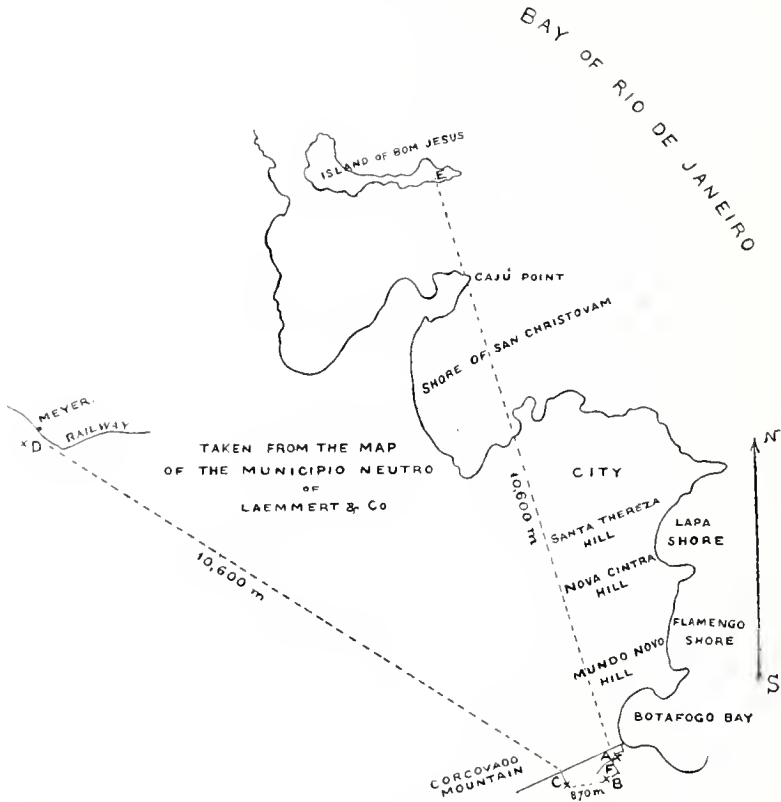 BAY OF RIO DE JANEIRO
ISLAND OF BOM JESUS
E
CAJÚ POINT
SHORE OF SAN CHRISTOVAM
MEYER.
RAILWAY
×D
TAKEN FROM THE MAP
OF THE MUNICIPIO NEUTRO
OF
LAEMMERT & Co
CITY
N
10,600 m
SANTA THEREZA
HILL
LAPA
SHORE
10,600 m
NOVA CINTRA
HILL
FLAMENGO
SHORE
MUNDO NOVO
HILL
S
BOTAFOGO BAY
A
F
CORCOVADO
MOUNTAIN
C×
×B
870 m